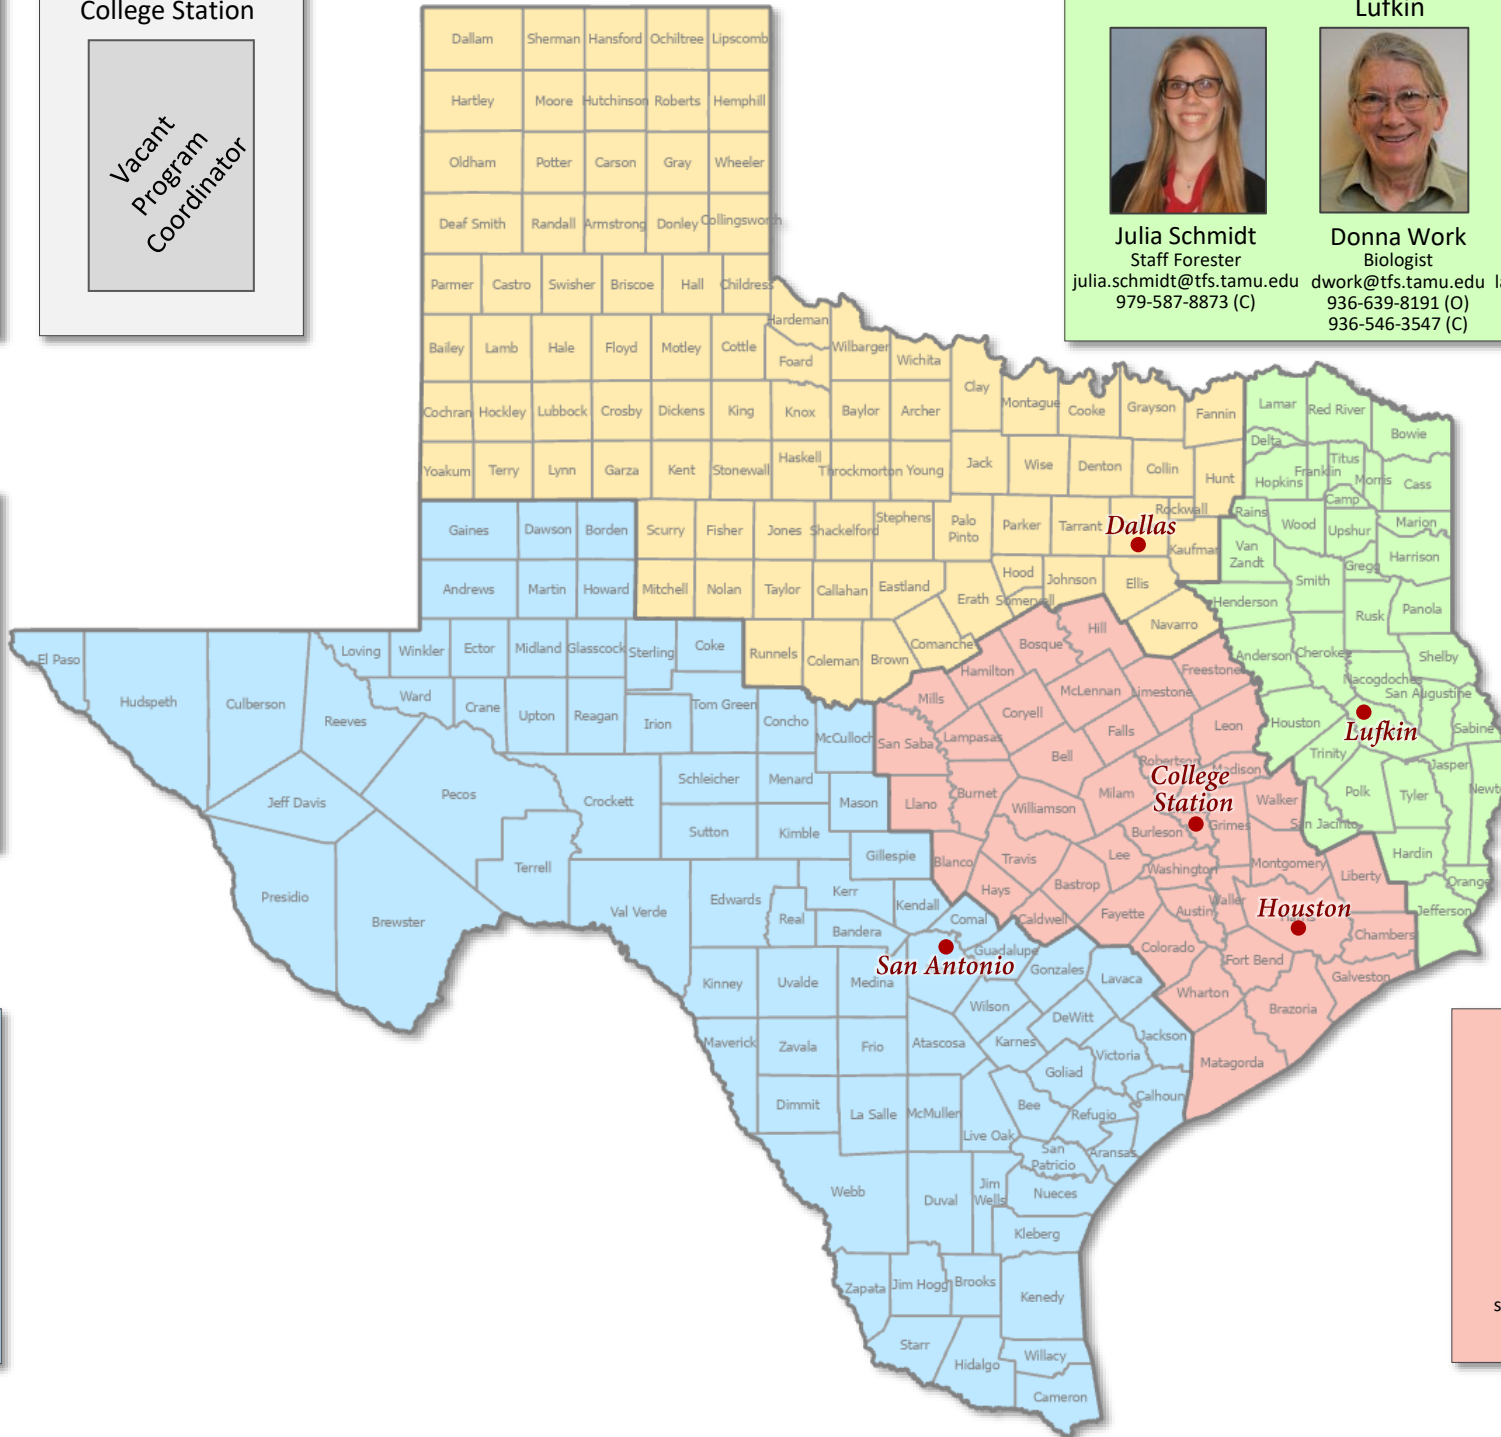 College Station
Vacant
Program
Coordinator
Lufkin
Julia Schmidt
Staff Forester
julia.schmidt@tfs.tamu.edu
979-587-8873 (C)
Donna Work
Biologist
dwork@tfs.tamu.edu
936-639-8191 (O)
936-546-3547 (C)
Dallam Sherman Hansford Ochiltree Lipscomb
Hartley Moore Hutchinson Roberts Hemphill
Oldham Potter Carson Gray Wheeler
Deaf Smith Randall Armstrong Donley Collingsworth
Parmer Castro Swisher Briscoe Hall Childress
Hardeman
Bailey Lamb Hale Floyd Motley Cottle Foard Wilbarger Wichita
Clay Montague Cooke Grayson Fannin Lamar Red River Bowie
Cochran Hockley Lubbock Crosby Dickens King Knox Baylor Archer
Delta Titus Franklin Morris Hopkins Cass Camp
Yoakum Terry Lynn Garza Kent Stonewall Haskell Throckmorton Young Jack Wise Denton Collin Hunt
Rockwall Rains Wood Upshur Marion
Gaines Dawson Borden Scurry Fisher Jones Shackelford Stephens Palo
Pinto
Parker Tarrant Dallas Kaufman Van
Zandt
Gregg Harrison
Andrews Martin Howard Mitchell Nolan Taylor Callahan Eastland Erath Hood Somervell Johnson Ellis Smith
Henderson Rusk Panola
Navarro
El Paso Hudspeth Culberson Loving Winkler Ector Midland Glasscock Sterling Coke Runnels Coleman Brown Comanche
Hill Bosque Hamilton Freestone Anderson Cherokee Shelby
Nacogdoches San Augustine
Reeves Ward Crane Upton Reagan Irion Tom Green Concho McCulloch
Mills McLennan Limestone Coryell Falls Leon Houston Lufkin Sabine
San Saba Lampasas Bell Robertson Madison Trinity Jasper Newt
Jeff Davis Pecos Crockett Schleicher Menard Mason
Llano Burnet Williamson Milam College
Station
Walker Polk Tyler
Sutton Kimble Burleson Grimes San Jacinto
Terrell Gillespie Blanco Travis Lee Washington Montgomery Liberty Hardin
Presidio Brewster Val Verde Edwards Kerr Real Kendall
Hays Bastrop Waller Orange
Bandera Comal Caldwell Fayette Austin Houston Jefferson
San Antonio Guadalupe Colorado Chambers
Kinney Uvalde Medina Gonzales Lavaca Fort Bend Galveston
Wilson Wharton Brazoria
Maverick Zavala Frio Atascosa Karnes DeWitt Jackson
Victoria Goliad Matagorda
Dimmit La Salle McMullen Bee Refugio Calhoun
Live Oak San
Patricio
Aransas
Webb Duval Jim
Wells
Nueces
Kleberg
Zapata Jim Hogg Brooks Kenedy
Starr Hidalgo Willacy
Cameron